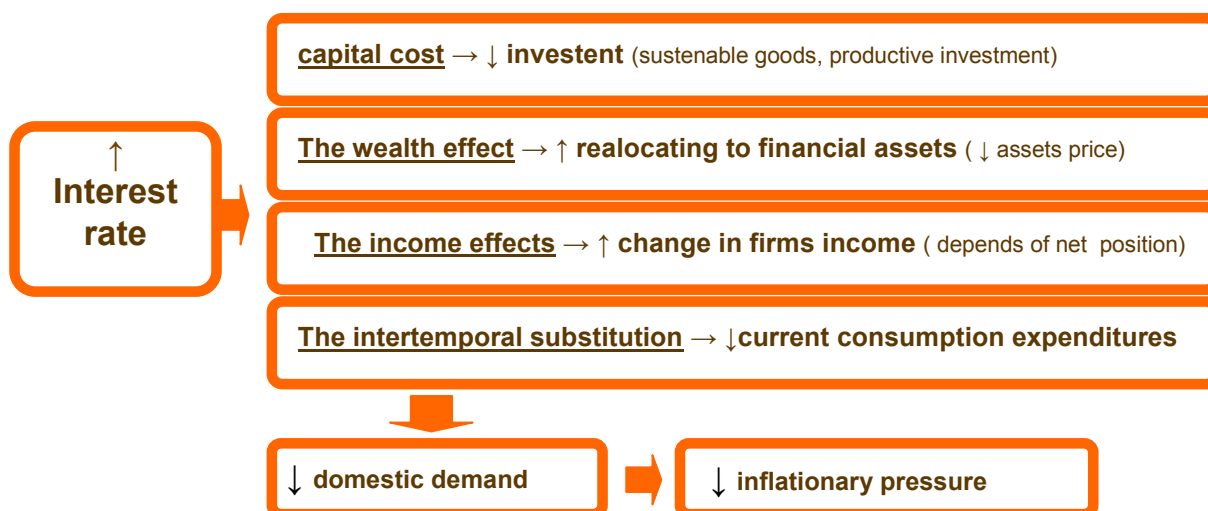 capital cost → ↓ investent (sustenable goods, productive investment)
The wealth effect → ↑ realocating to financial assets ( ↓ assets price)
↑
Interest
rate
The income effects → ↑ change in firms income ( depends of net position)
The intertemporal substitution → ↓current consumption expenditures
↓ domestic demand
↓ inflationary pressure